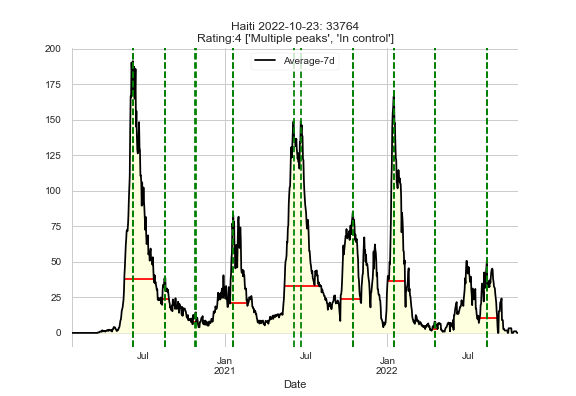 Haiti 2022-10-23: 33764
Rating:4 ['Multiple peaks', 'In control']
Average-7d
200
175
150
125
100
75
50
25
0
Jul
Jan
2021
Jul
Jan
2022
Jul
Date